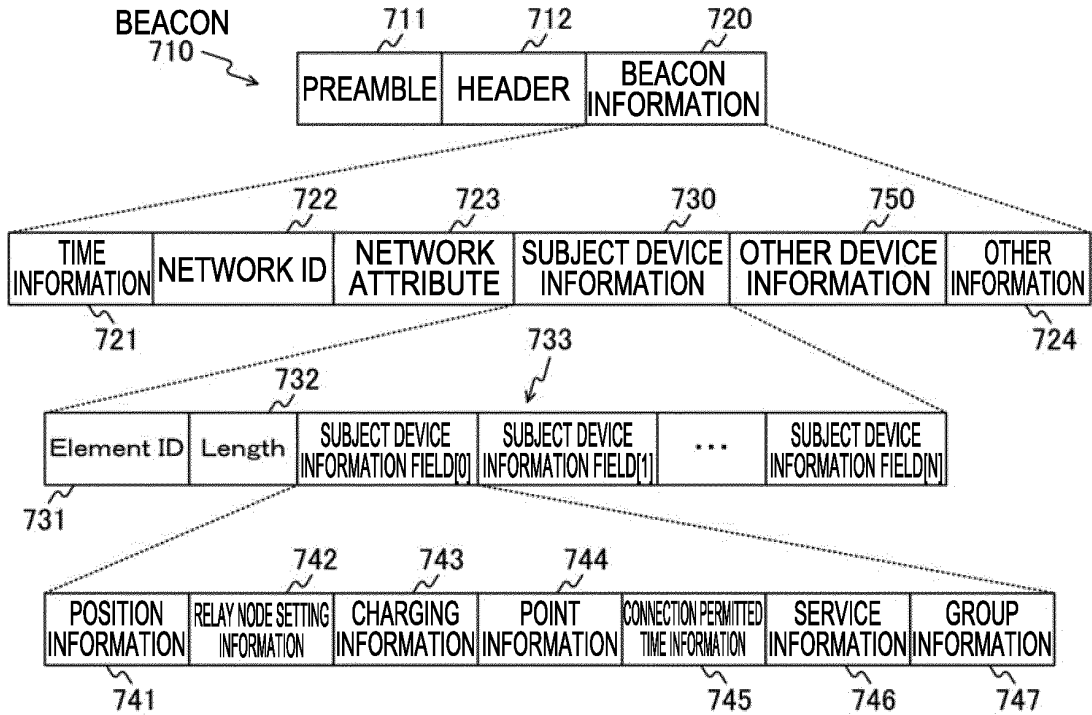 BEACON
710
711
712
720
PREAMBLE
HEADER
BEACON
INFORMATION
722
723
730
750
TIME
INFORMATION
NETWORK ID
NETWORK
ATTRIBUTE
SUBJECT DEVICE
INFORMATION
OTHER DEVICE
INFORMATION
OTHER
INFORMATION
721
724
733
732
Element ID
Length
SUBJECT DEVICE
INFORMATION FIELD[0]
SUBJECT DEVICE
INFORMATION FIELD[1]
...
SUBJECT DEVICE
INFORMATION FIELD[N]
731
742
743
744
POSITION
INFORMATION
RELAY NODE SETTING
INFORMATION
CHARGING
INFORMATION
POINT
INFORMATION
CONNECTION PERMITTED
TIME INFORMATION
SERVICE
INFORMATION
GROUP
INFORMATION
741
745
746
747